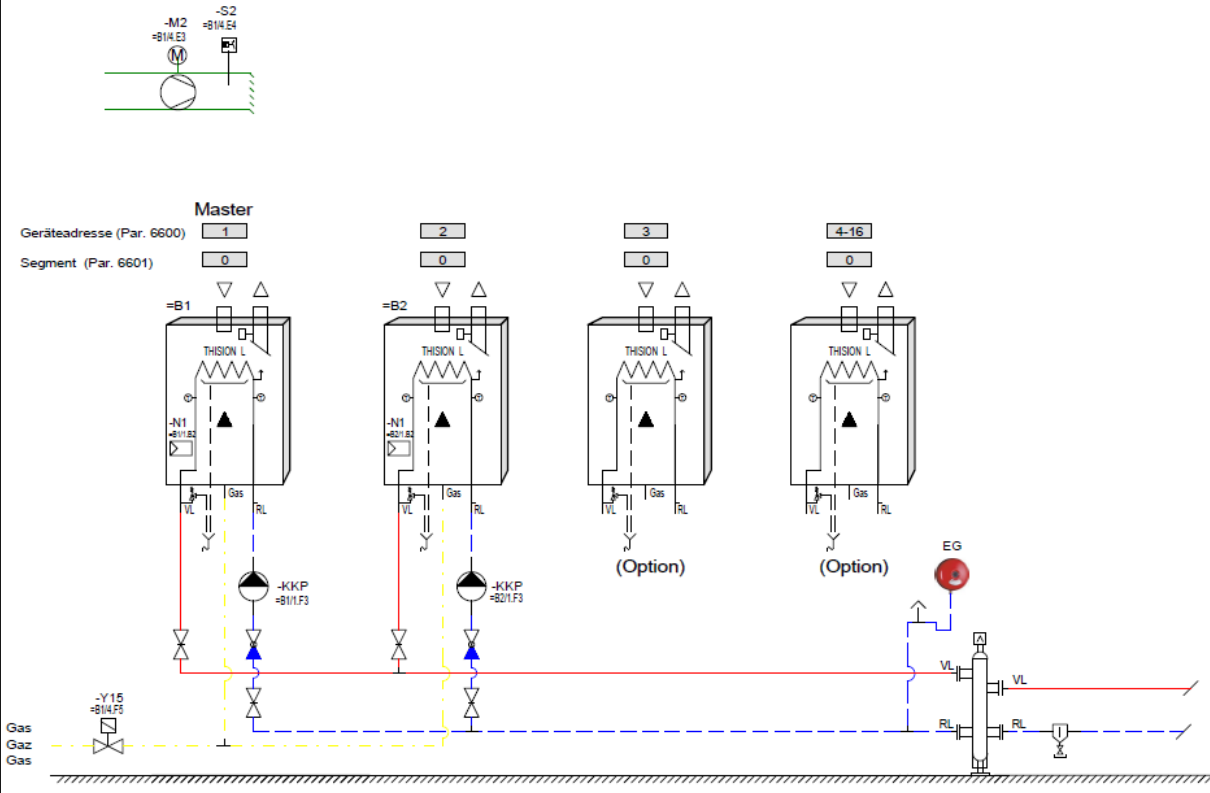 -M2
=B1/4.E3
-S2
=B1/4.E4
M
Master
Geräteadresse (Par. 6600) 1 2 3 4-16
Segment (Par. 6601) 0 0 0 0
=B1 =B2
THISION L THISION L THISION L THISION L
-N1
=B1/1.B2
-N1
=B2/1.B2
VL Gas RL VL Gas RL VL Gas RL VL Gas RL
(Option) (Option)
EG
-KKP
=B1/1.F3
-KKP
=B2/1.F3
A
VL VL
-Y15
=B1/4.F5
RL RL
Gas
Gaz
Gas